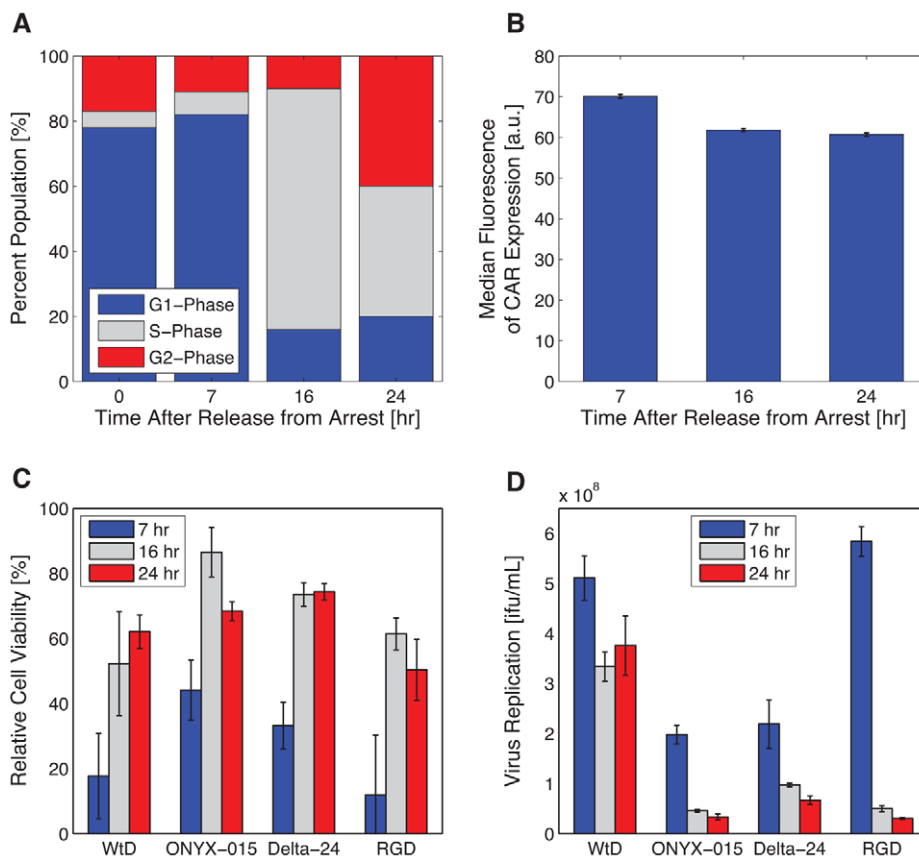 A
Percent Population [%]
100
80
60
40
20
0
G1-Phase
S-Phase
G2-Phase
0 7 16 24
Time After Release from Arrest [hr]
B
Median Fluorescence
of CAR Expression [a.u.]
80
70
60
50
40
30
20
10
0
7 16 24
Time After Release from Arrest [hr]
C
Relative Cell Viability [%]
100
80
60
40
20
0
7 hr
16 hr
24 hr
WtD ONYX-015 Delta-24 RGD
D
x 10^8
Virus Replication [ifu/mL]
6
5
4
3
2
1
0
7 hr
16 hr
24 hr
WtD ONYX-015 Delta-24 RGD